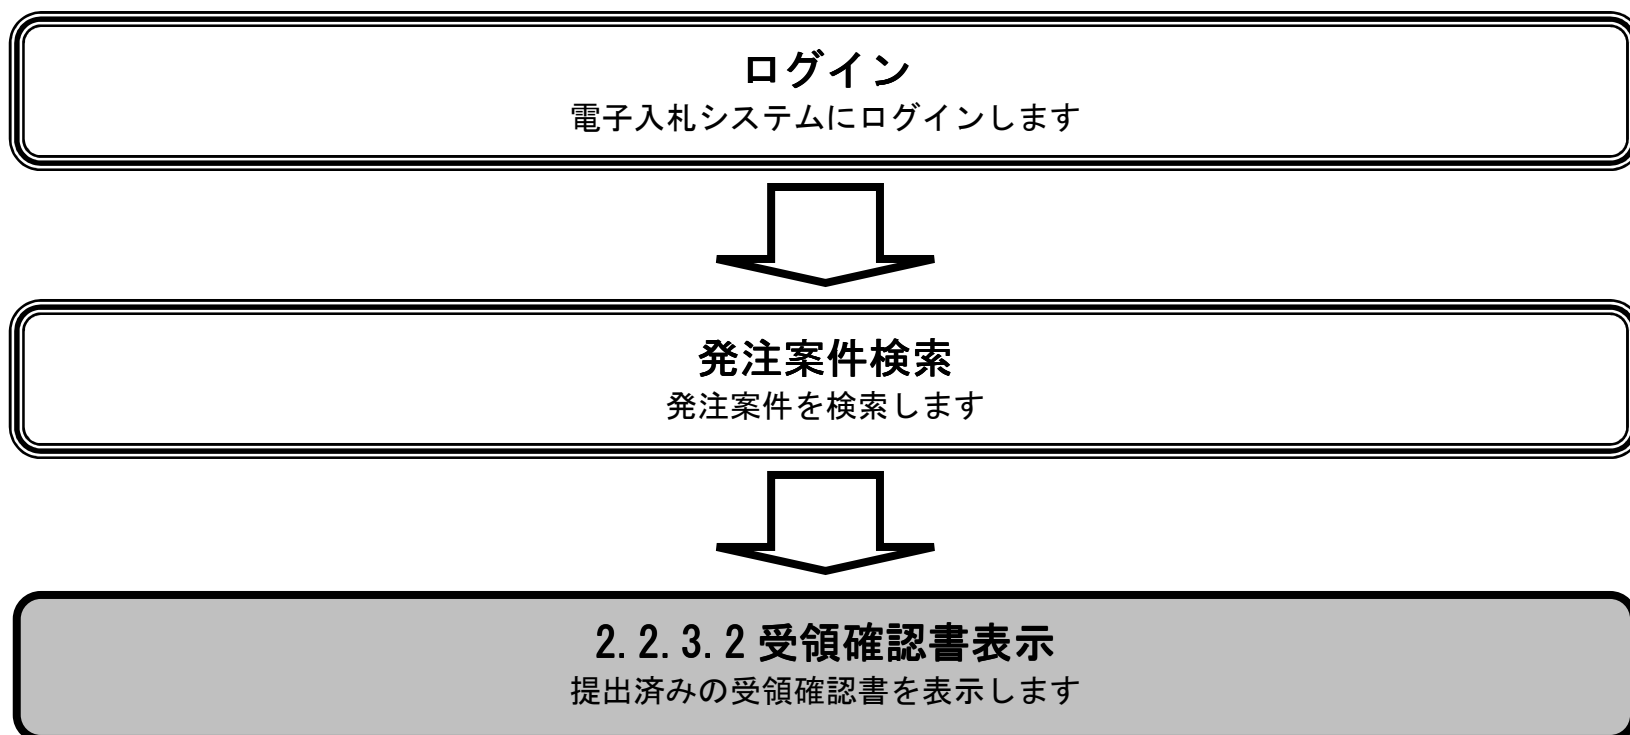 ログイン
電子入札システムにログインします
発注案件検索
発注案件を検索します
2.2.3.2 受領確認書表示
提出済みの受領確認書を表示します